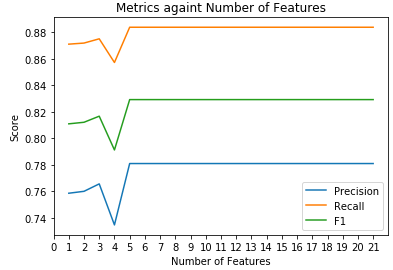 Metrics againt Number of Features
Score
0.88
0.86
0.84
0.82
0.80
0.78
0.76
0.74
Precision
Recall
F1
0 1 2 3 4 5 6 7 8 9 10 11 12 13 14 15 16 17 18 19 20 21
Number of Features